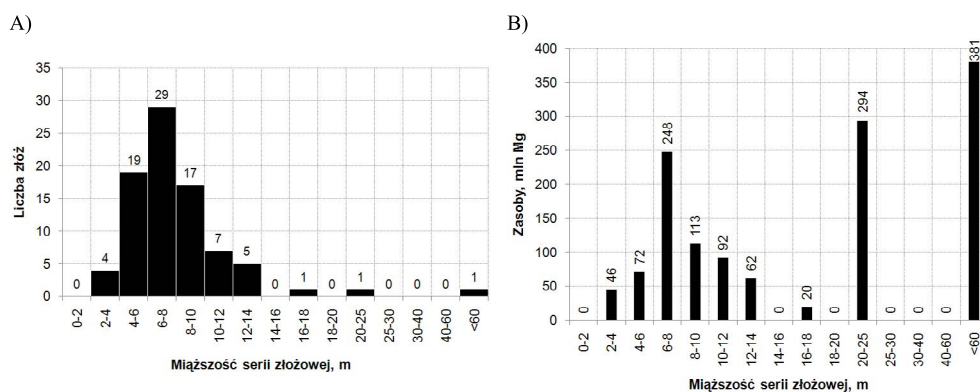 A)
35
30
25
20
15
10
5
0
Liczba złóż
0 4 19 29 17 7 5 0 1 0 1 0 0 0 1
0-2 2-4 4-6 6-8 8-10 10-12 12-14 14-16 16-18 18-20 20-25 25-30 30-40 40-60 <60
Miąższość serii złożowej, m
B)
400
350
300
250
200
150
100
50
0
Zasoby, mln Mg
0 46 72 248 113 92 62 0 20 0 294 0 0 0 381
0-2 2-4 4-6 6-8 8-10 10-12 12-14 14-16 16-18 18-20 20-25 25-30 30-40 40-60 <60
Miąższość serii złożowej, m